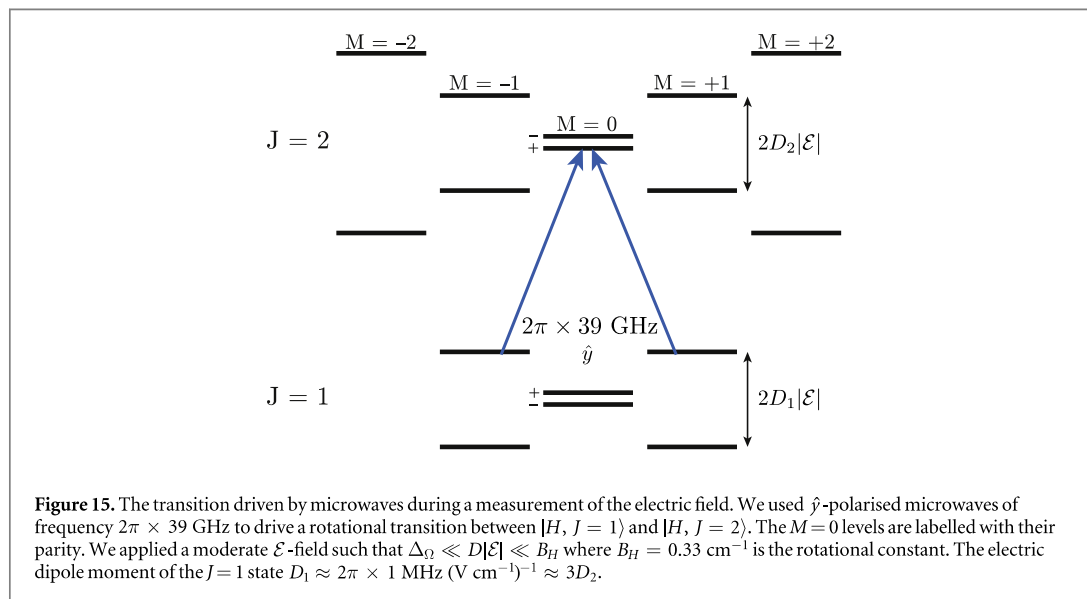 M = −2
M = +2
M = −1
M = +1
M = 0
−
+
J = 2
2D₂|ℰ|
2π × 39 GHz
ŷ
+
−
J = 1
2D₁|ℰ|
Figure 15. The transition driven by microwaves during a measurement of the electric field. We used ŷ-polarised microwaves of
frequency 2π × 39 GHz to drive a rotational transition between |H, J = 1⟩ and |H, J = 2⟩. The M = 0 levels are labelled with their
parity. We applied a moderate ℰ-field such that Δ_Ω ≪ D|ℰ| ≪ B_H where B_H = 0.33 cm⁻¹ is the rotational constant. The electric
dipole moment of the J = 1 state D₁ ≈ 2π × 1 MHz (V cm⁻¹)⁻¹ ≈ 3D₂.